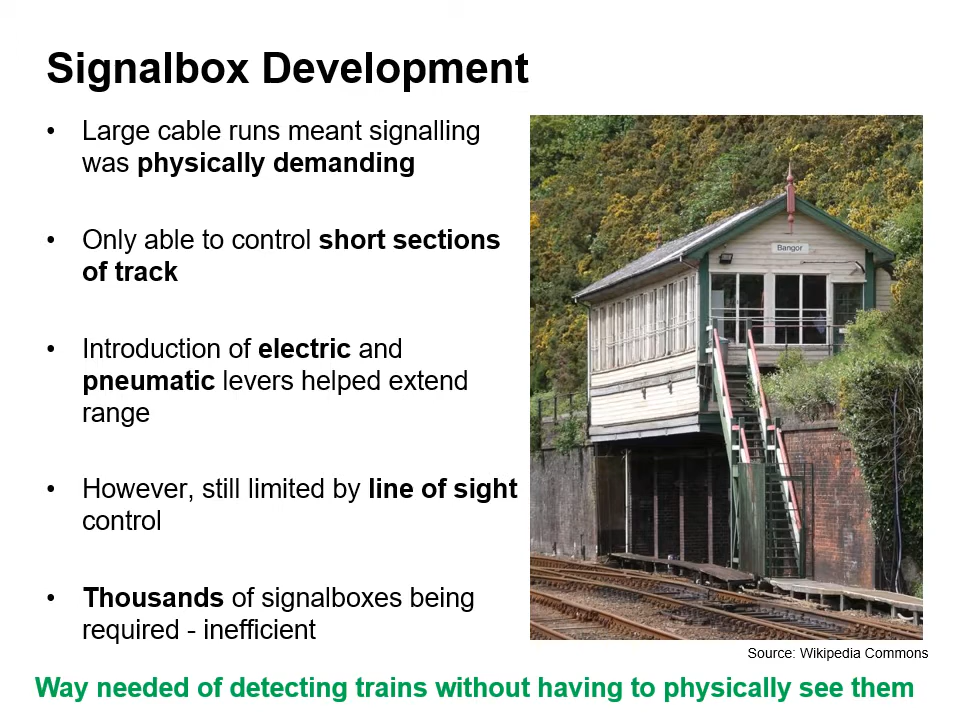 Signalbox Development
• Large cable runs meant signalling
was physically demanding
• Only able to control short sections
of track
• Introduction of electric and
pneumatic levers helped extend
range
• However, still limited by line of sight
control
• Thousands of signalboxes being
required - inefficient
Bangor
Source: Wikipedia Commons
Way needed of detecting trains without having to physically see them